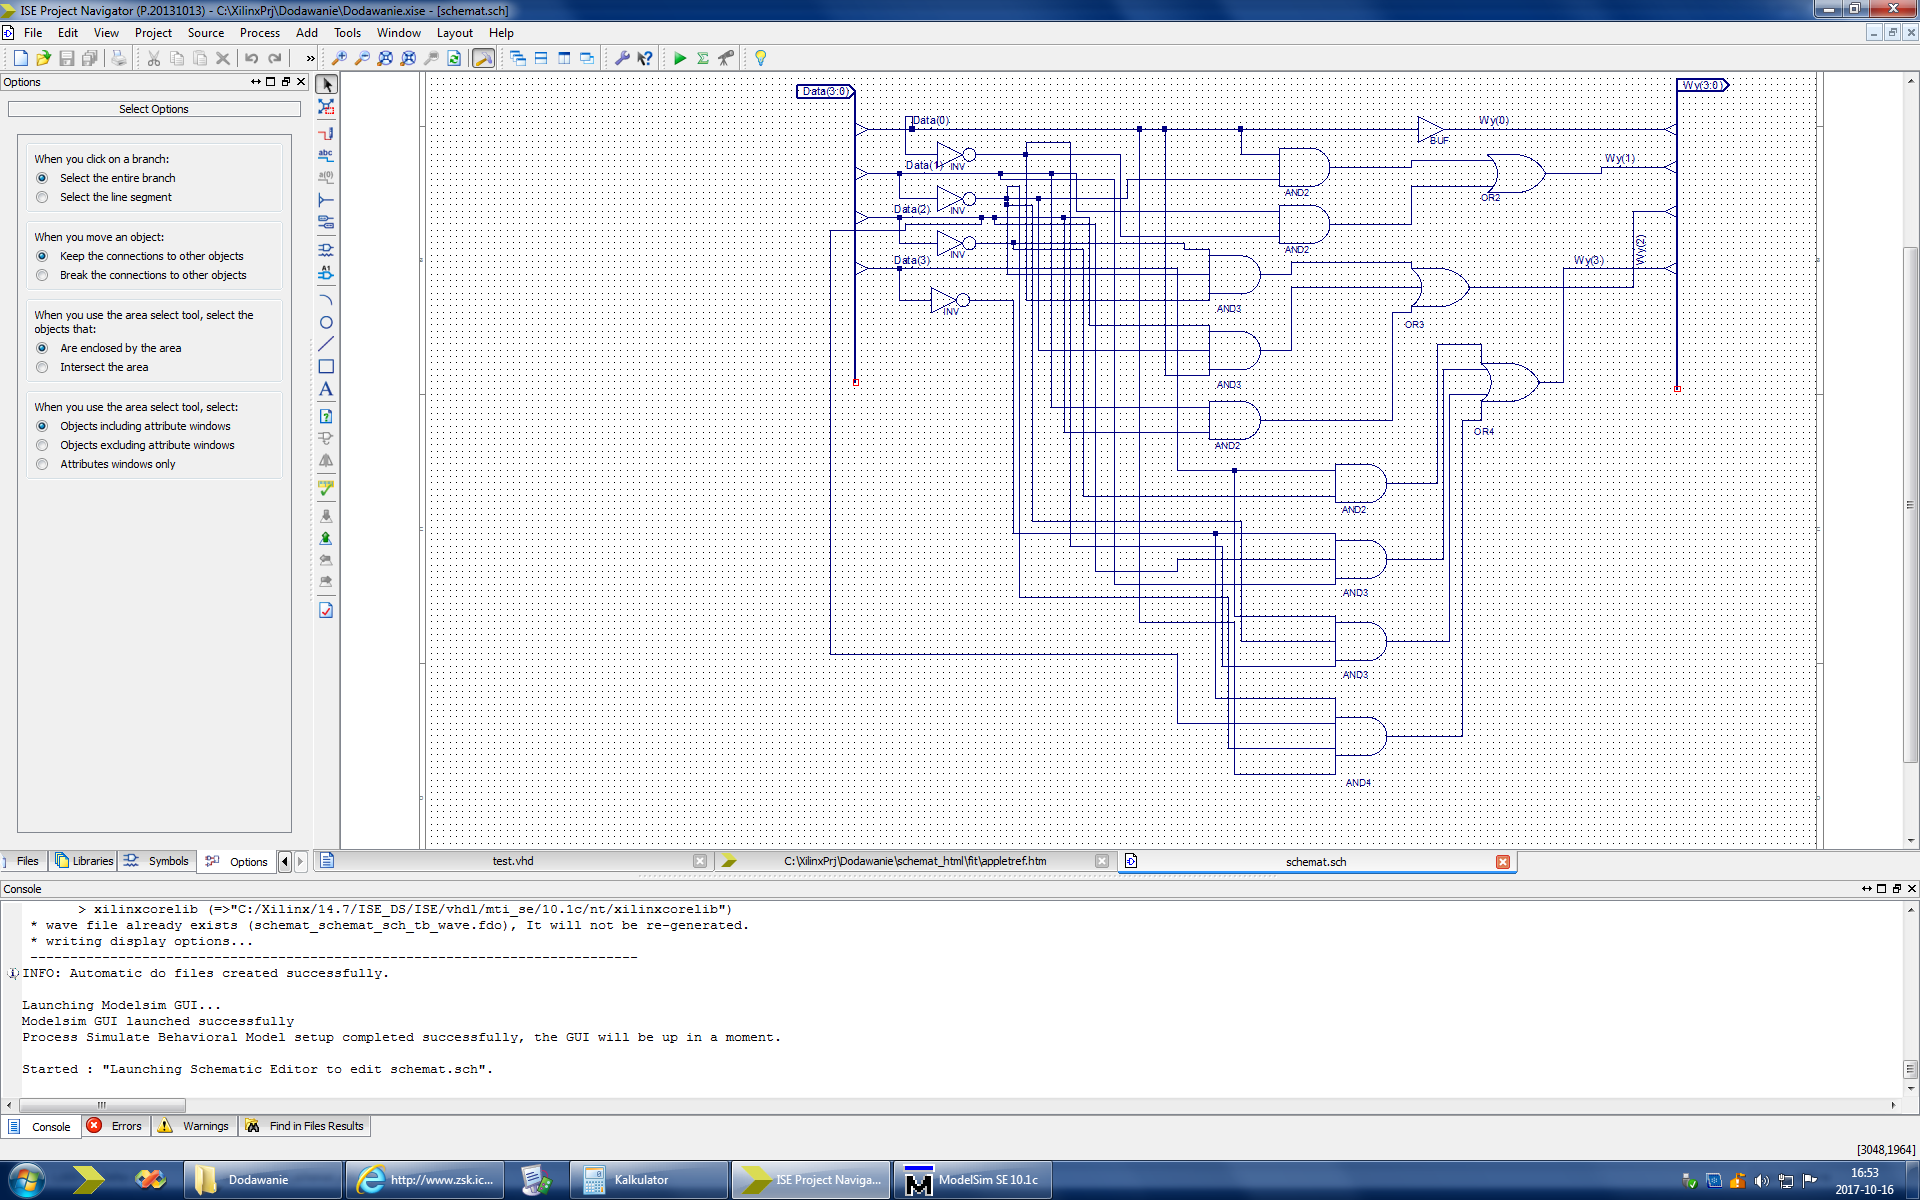 ISE Project Navigator (P.20131013) - C:\XilinxPrj\Dodawanie\Dodawanie.xise - [schemat.sch]
File Edit View Project Source Process Add Tools Window Layout Help
Options
Select Options
When you click on a branch:
Select the entire branch
Select the line segment
When you move an object:
Keep the connections to other objects
Break the connections to other objects
When you use the area select tool, select the
objects that:
Are enclosed by the area
Intersect the area
When you use the area select tool, select:
Objects including attribute windows
Objects excluding attribute windows
Attributes windows only
Data(3:0)
Wy(3:0)
Data(0)
Wy(0)
BUF
Data(1)
INV
Wy(1)
AND2
OR2
Data(2)
INV
AND2
Wy(2)
INV
Data(3)
Wy(3)
INV
AND3
OR3
AND3
OR4
AND2
AND2
AND3
AND3
AND4
Files Libraries Symbols Options
test.vhd C:\XilinxPrj\Dodawanie\schemat_html\fit\appletref.htm schemat.sch
Console
> xilinxcorelib (=>"C:/Xilinx/14.7/ISE_DS/ISE/vhdl/mti_se/10.1c/nt/xilinxcorelib")
* wave file already exists (schemat_schemat_sch_tb_wave.fdo), It will not be re-generated.
* writing display options...
------------------------------------------------------------------------------
INFO: Automatic do files created successfully.
Launching Modelsim GUI...
Modelsim GUI launched successfully
Process Simulate Behavioral Model setup completed successfully, the GUI will be up in a moment.
Started : "Launching Schematic Editor to edit schemat.sch".
Console Errors Warnings Find in Files Results
[3048,1964]
Dodawanie http://www.zsk.ic... Kalkulator ISE Project Naviga... ModelSim SE 10.1c
16:53
2017-10-16